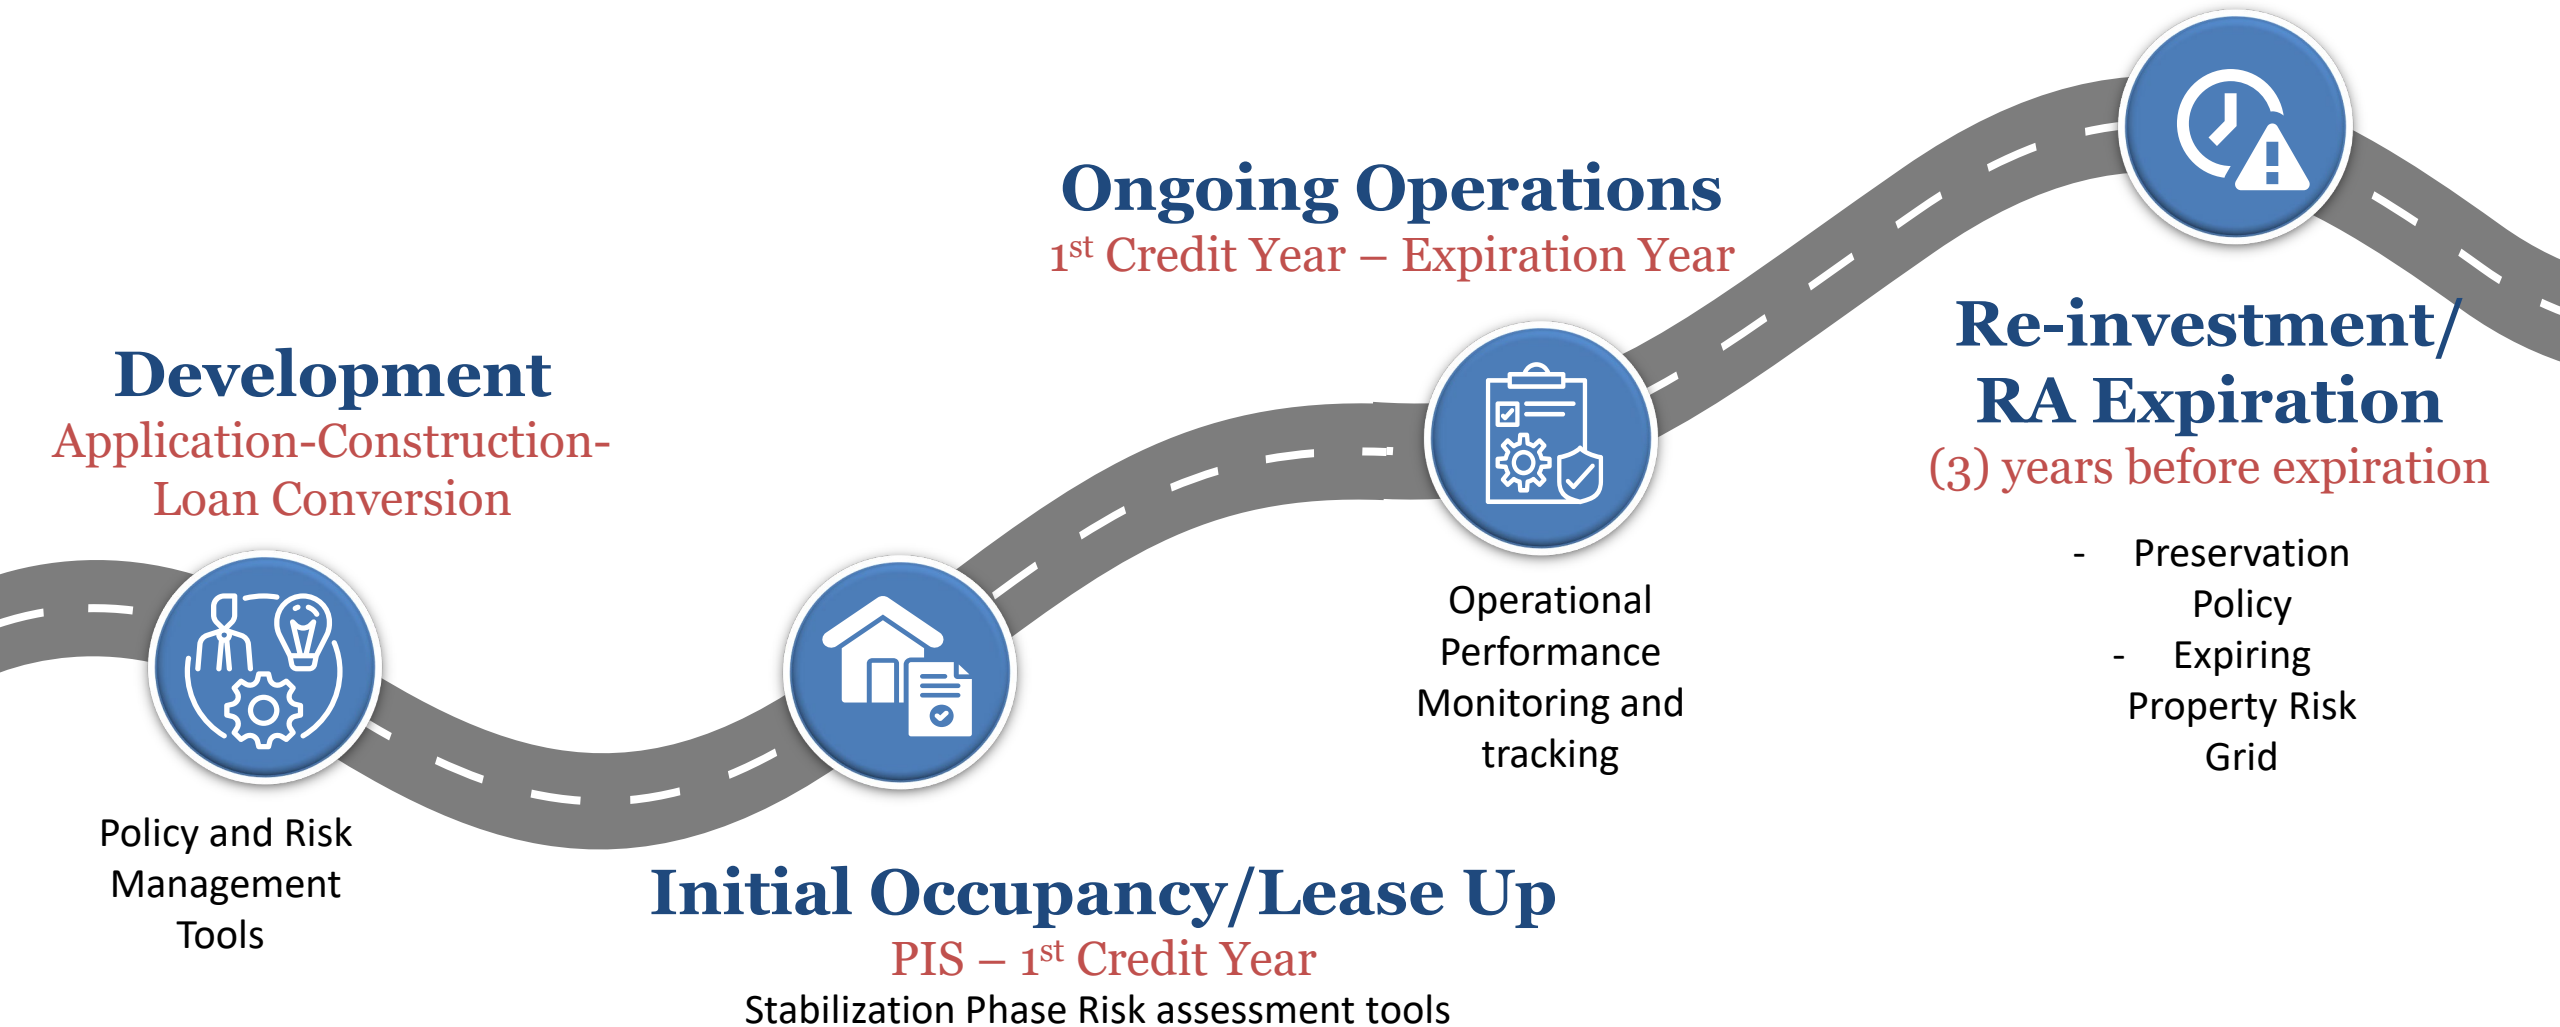 Development
Application-Construction-
Loan Conversion
Policy and Risk
Management
Tools
Initial Occupancy/Lease Up
PIS – 1st Credit Year
Stabilization Phase Risk assessment tools
Ongoing Operations
1st Credit Year – Expiration Year
Operational
Performance
Monitoring and
tracking
Re-investment/
RA Expiration
(3) years before expiration
- Preservation
Policy
- Expiring
Property Risk
Grid